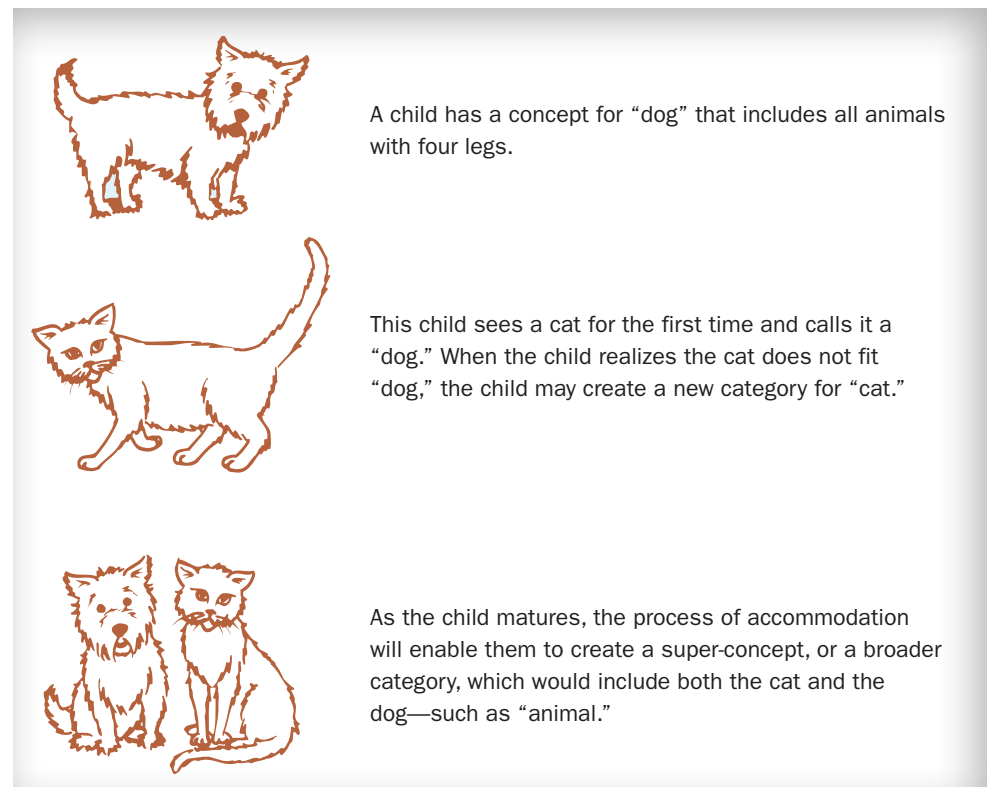 A child has a concept for “dog” that includes all animals
with four legs.
This child sees a cat for the first time and calls it a
“dog.” When the child realizes the cat does not fit
“dog,” the child may create a new category for “cat.”
As the child matures, the process of accommodation
will enable them to create a super-concept, or a broader
category, which would include both the cat and the
dog—such as “animal.”